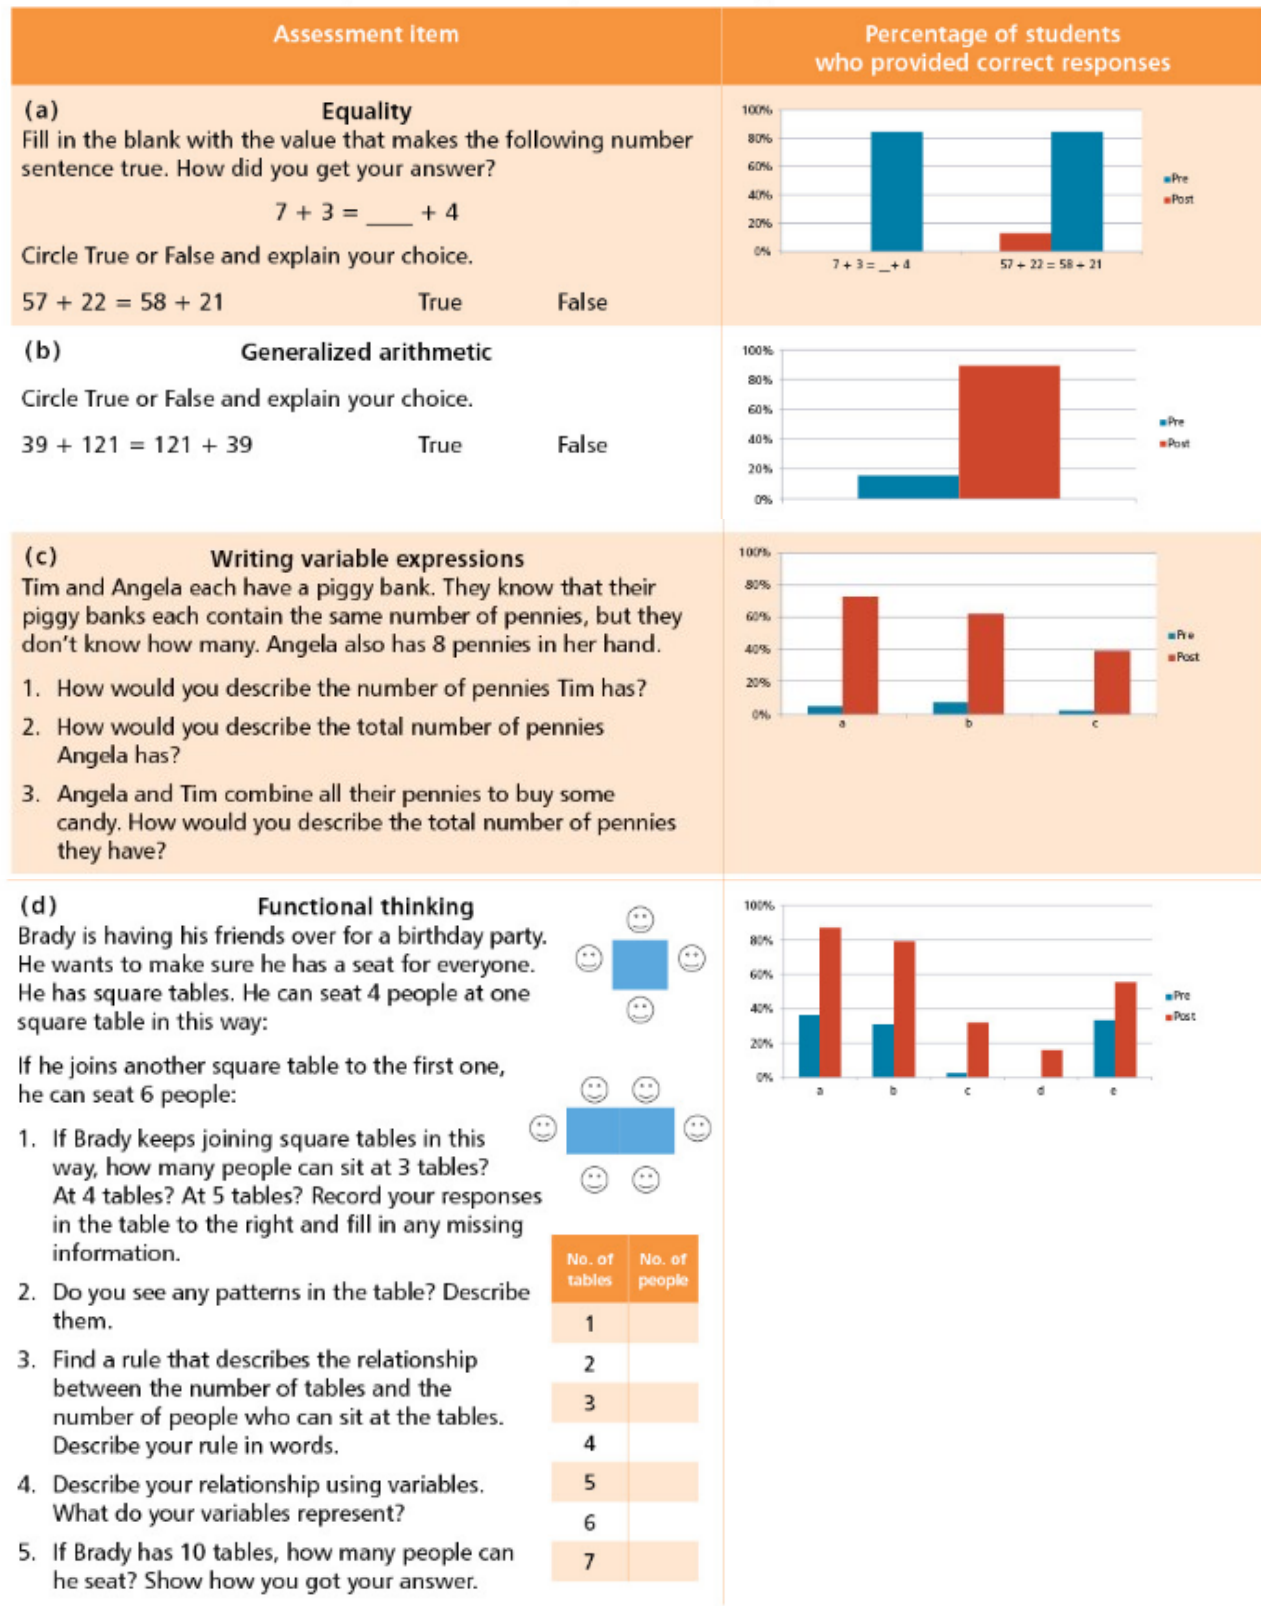 Assessment item
Percentage of students
who provided correct responses
(a) Equality
Fill in the blank with the value that makes the following number
sentence true. How did you get your answer?
7 + 3 = ____ + 4
Circle True or False and explain your choice.
57 + 22 = 58 + 21 True False
100%
80%
60%
40%
20%
0%
7 + 3 = __+ 4
57 + 22 = 58 + 21
Pre
Post
(b) Generalized arithmetic
Circle True or False and explain your choice.
39 + 121 = 121 + 39 True False
100%
80%
60%
40%
20%
0%
Pre
Post
(c) Writing variable expressions
Tim and Angela each have a piggy bank. They know that their
piggy banks each contain the same number of pennies, but they
don't know how many. Angela also has 8 pennies in her hand.
1. How would you describe the number of pennies Tim has?
2. How would you describe the total number of pennies
Angela has?
3. Angela and Tim combine all their pennies to buy some
candy. How would you describe the total number of pennies
they have?
100%
80%
60%
40%
20%
0%
a b c
Pre
Post
(d) Functional thinking
Brady is having his friends over for a birthday party.
He wants to make sure he has a seat for everyone.
He has square tables. He can seat 4 people at one
square table in this way:
If he joins another square table to the first one,
he can seat 6 people:
1. If Brady keeps joining square tables in this
way, how many people can sit at 3 tables?
At 4 tables? At 5 tables? Record your responses
in the table to the right and fill in any missing
information.
2. Do you see any patterns in the table? Describe
them.
3. Find a rule that describes the relationship
between the number of tables and the
number of people who can sit at the tables.
Describe your rule in words.
4. Describe your relationship using variables.
What do your variables represent?
5. If Brady has 10 tables, how many people can
he seat? Show how you got your answer.
No. of
tables
No. of
people
1
2
3
4
5
6
7
100%
80%
60%
40%
20%
0%
a b c d e
Pre
Post